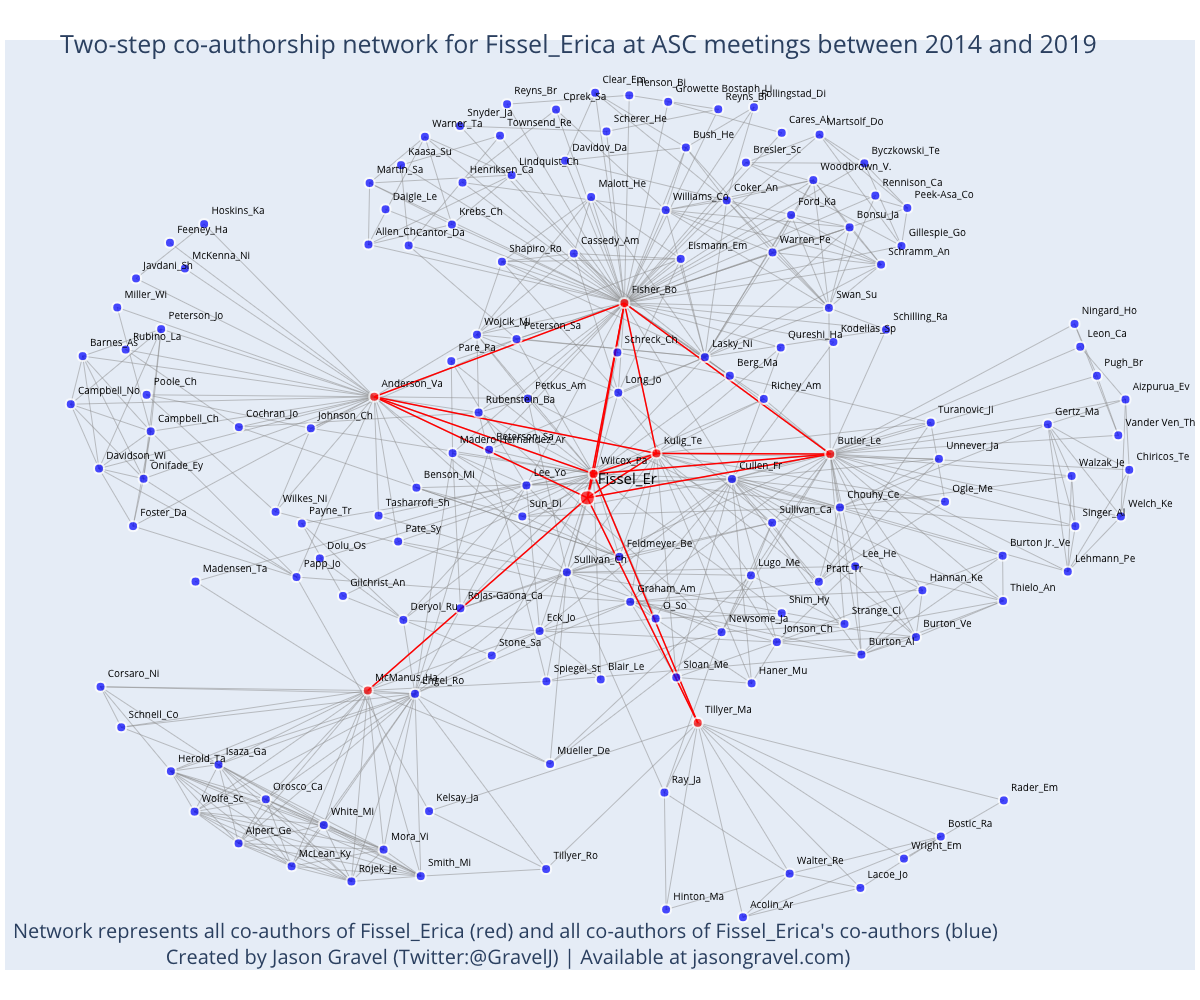 Two-step co-authorship network for Fissel_Erica at ASC meetings between 2014 and 2019
Clear_Em
Henson_Bi
Reyns_Br
Cprek_Sa
Growette Bostaph_Li
Reyns_Br
Hollingstad_Di
Snyder_Ja
Warner_Ta
Townsend_Re
Scherer_He
Cares_Al
Martsolf_Do
Bush_He
Kaasa_Su
Lindquist_Ch
Davidov_Da
Bresler_Sc
Byczkowski_Te
Martin_Sa
Henriksen_Ca
Woodbrown_V.
Malott_He
Coker_An
Rennison_Ca
Peek-Asa_Co
Daigle_Le
Williams_Co
Ford_Ka
Krebs_Ch
Bonsu_Ja
Hoskins_Ka
Feeney_Ha
Allen_Ch
Cantor_Da
Gillespie_Go
Shapiro_Ro
Cassedy_Am
Eismann_Em
Warren_Pe
Schramm_An
McKenna_Ni
Javdani_Sh
Fisher_Bo
Miller_Wi
Swan_Su
Peterson_Jo
Wojcik_Mi
Peterson_Sa
Schilling_Ra
Ningard_Ho
Rubino_La
Barnes_As
Schreck_Ch
Lasky_Ni
Qureshi_Ha
Kodellas_Sp
Leon_Ca
Pare_Pa
Berg_Ma
Pugh_Br
Anderson_Va
Poole_Ch
Campbell_No
Petkus_Am
Long_Jo
Richey_Am
Aizpurua_Ev
Rubenstein_Ba
Cochran_Jo
Johnson_Ch
Campbell_Ch
Turanovic_Ji
Gertz_Ma
Vander Ven_Th
Madero-Hernandez_Ar
Peterson_Sa
Kulig_Te
Butler_Le
Unnever_Ja
Davidson_Wi
Onifade_Ey
Benson_Mi
Lee_Yo
Wilcox_Pa
Fissel_Er
Cullen_Fr
Walzak_Je
Chiricos_Te
Wilkes_Ni
Payne_Tr
Tasharrofi_Sh
Sun_Di
Chouhy_Ce
Ogle_Me
Welch_Ke
Foster_Da
Pate_Sy
Sullivan_Ca
Singer_Al
Dolu_Os
Papp_Jo
Feldmeyer_Be
Lee_He
Burton Jr._Ve
Lehmann_Pe
Madensen_Ta
Sullivan_Ch
Lugo_Me
Pratt_Tr
Gilchrist_An
Hannan_Ke
Thielo_An
Deryol_Ru
Rojas-Gaona_Ca
Graham_Am
O_So
Shim_Hy
Strange_Cl
Eck_Jo
Newsome_Ja
Jonson_Ch
Burton_Ve
Burton_Al
Stone_Sa
Corsaro_Ni
McManus_Ha
Engel_Ro
Spiegel_St
Blair_Le
Sloan_Me
Haner_Mu
Schnell_Co
Tillyer_Ma
Herold_Ta
Isaza_Ga
Mueller_De
Wolfe_Sc
Orosco_Ca
Kelsay_Ja
Ray_Ja
Rader_Em
Alpert_Ge
White_Mi
Bostic_Ra
McLean_Ky
Mora_Vi
Wright_Em
Rojek_Je
Smith_Mi
Tillyer_Ro
Walter_Re
Lacoe_Jo
Hinton_Ma
Acolin_Ar
Network represents all co-authors of Fissel_Erica (red) and all co-authors of Fissel_Erica's co-authors (blue)
Created by Jason Gravel (Twitter:@GravelJ) | Available at jasongravel.com)